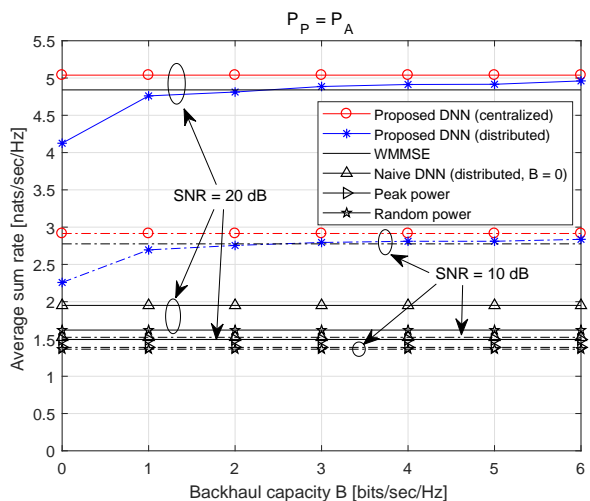 P_P = P_A
5.5
5
4.5
4
3.5
3
2.5
2
1.5
1
0.5
0
Average sum rate [nats/sec/Hz]
Proposed DNN (centralized)
Proposed DNN (distributed)
WMMSE
Naive DNN (distributed, B = 0)
Peak power
Random power
SNR = 20 dB
SNR = 10 dB
0 1 2 3 4 5 6
Backhaul capacity B [bits/sec/Hz]